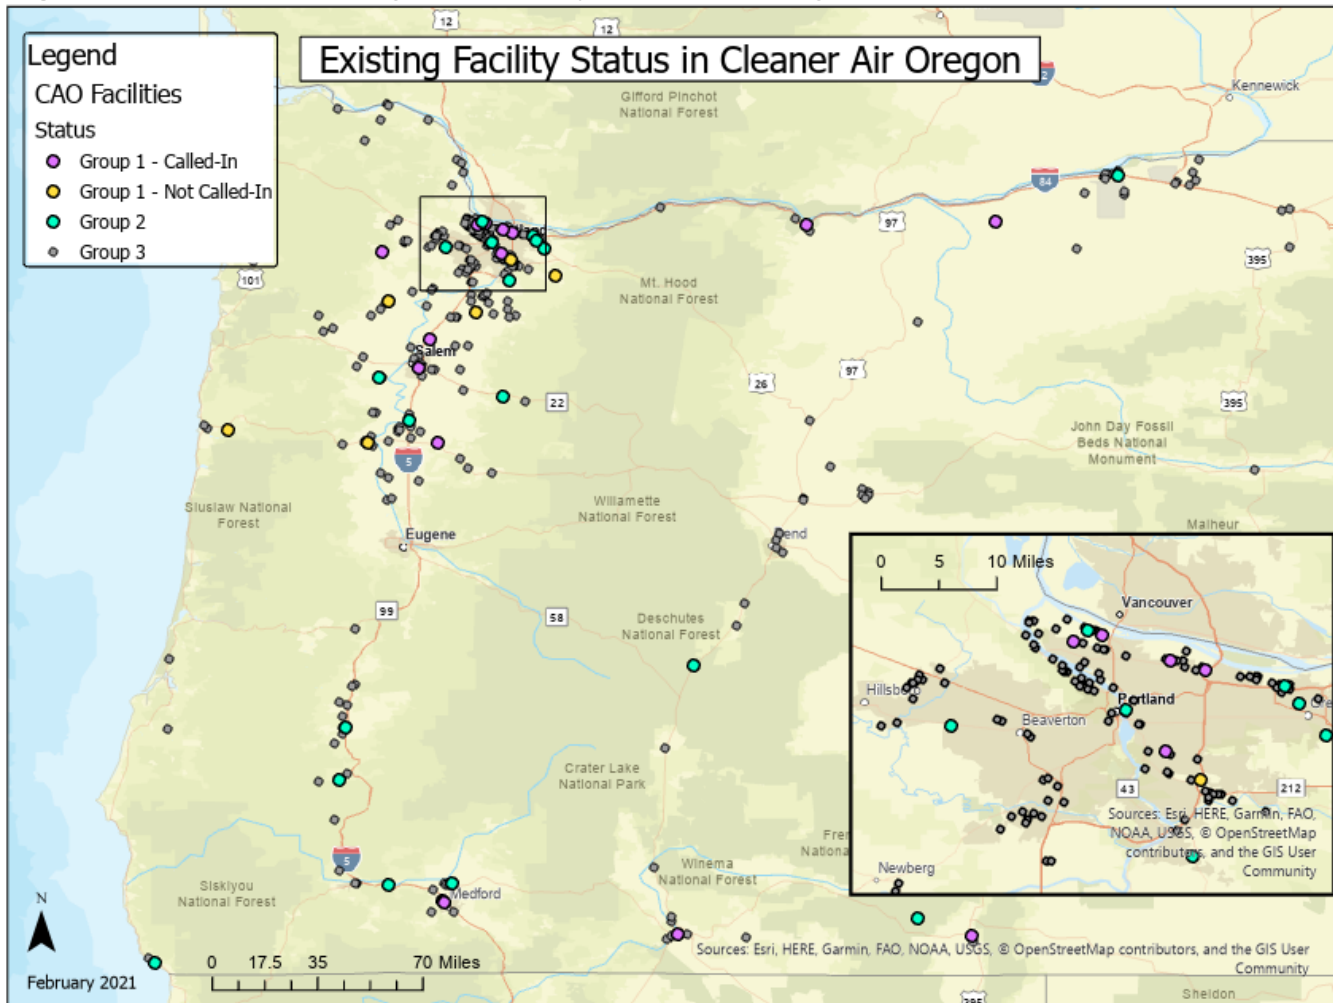 Existing Facility Status in Cleaner Air Oregon
Legend
CAO Facilities
Status
Group 1 - Called-In
Group 1 - Not Called-In
Group 2
Group 3
12
12
Gifford Pinchot
National Forest
Kennewick
84
97
395
101
Mt. Hood
National Forest
Salem
26
97
22
395
John Day Fossil
Beds National
Monument
5
Siuslaw National
Forest
Willamette
National Forest
Malheur
Eugene
99
58
Deschutes
National Forest
Crater Lake
National Park
5
Winema
National Forest
Siskiyou
National Forest
Medford
N
February 2021
0 17.5 35 70 Miles
0 5 10 Miles
Vancouver
Hillsbo
Portland
Beaverton
43
212
Newberg
Sources: Esri, HERE, Garmin, FAO,
NOAA, USGS, © OpenStreetMap
contributors, and the GIS User
Community
Sources: Esri, HERE, Garmin, FAO, NOAA, USGS, © OpenStreetMap contributors, and the GIS User
Community
395
Sheldon